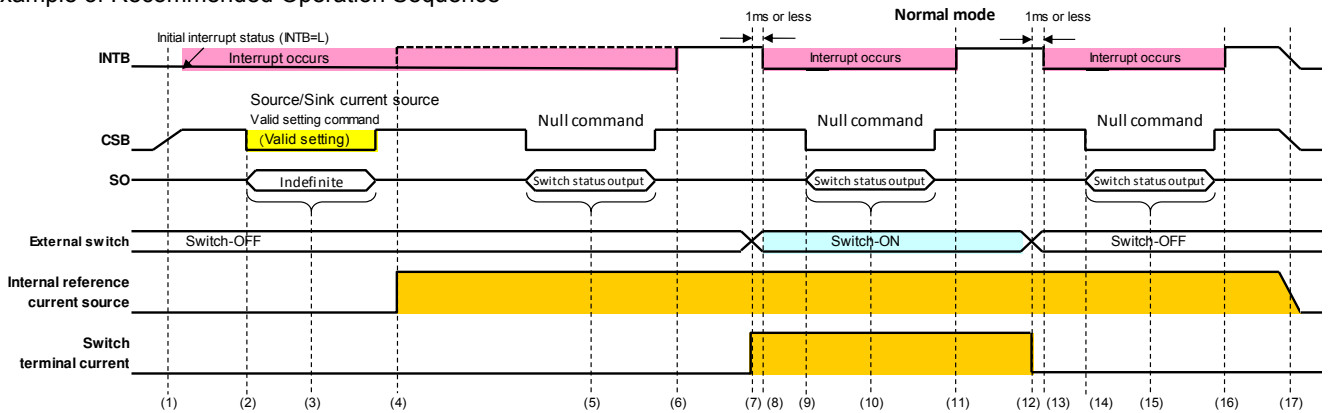 Example of Recommended Operation Sequence
1ms or less
Normal mode
1ms or less
Initial interrupt status (INTB=L)
INTB
Interrupt occurs
Interrupt occurs
Interrupt occurs
Source/Sink current source
Valid setting command
(Valid setting)
Null command
Null command
Null command
CSB
SO
Indefinite
Switch status output
Switch status output
Switch status output
External switch
Switch-OFF
Switch-ON
Switch-OFF
Internal reference
current source
Switch
terminal current
(1) (2) (3) (4) (5) (6) (7) (8) (9) (10) (11) (12) (13) (14) (15) (16) (17)